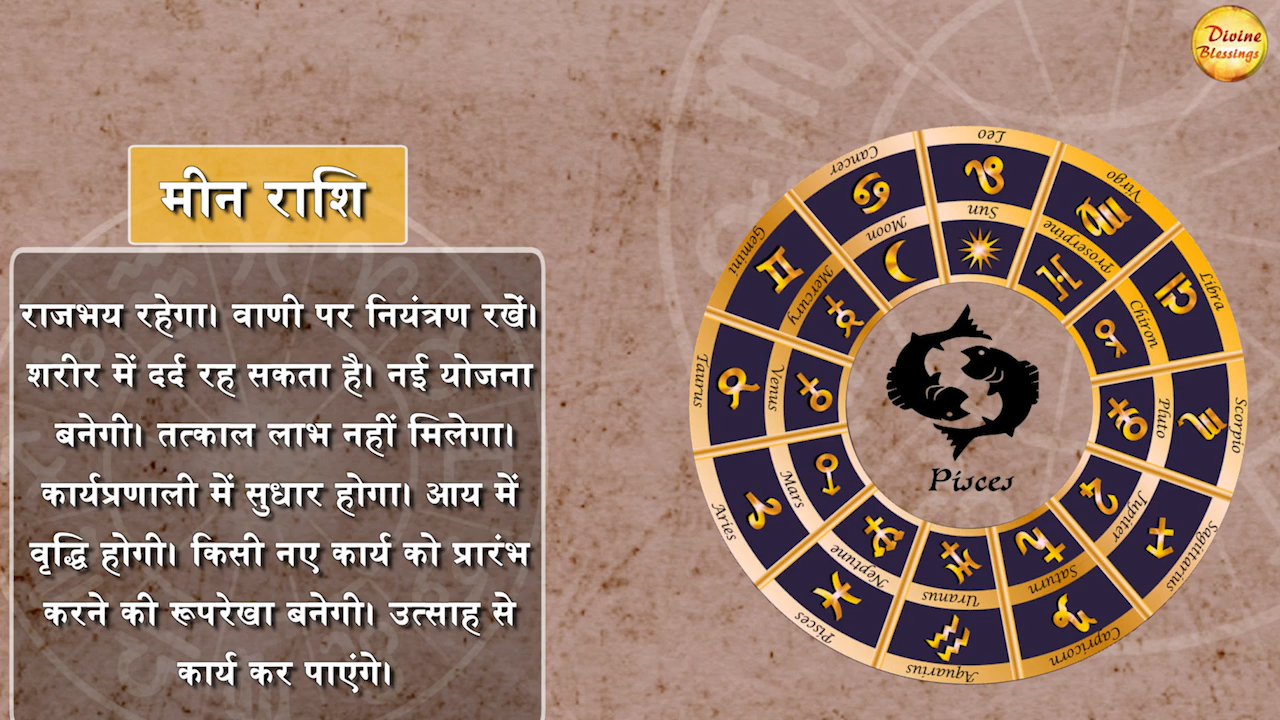 Divine
Blessings
मीन राशि
राजभय रहेगा। वाणी पर नियंत्रण रखें।
शरीर में दर्द रह सकता है। नई योजना
बनेगी। तत्काल लाभ नहीं मिलेगा।
कार्यप्रणाली में सुधार होगा। आय में
वृद्धि होगी। किसी नए कार्य को प्रारंभ
करने की रूपरेखा बनेगी। उत्साह से
कार्य कर पाएंगे।
Leo
Virgo
Libra
Scorpio
Sagittarius
Capricorn
Aquarius
Pisces
Aries
Taurus
Gemini
Cancer
Sun
proserpine
Chiron
Pluto
Jupiter
Saturn
Uranus
Neptune
Mars
Venus
Mercury
Moon
Pisces